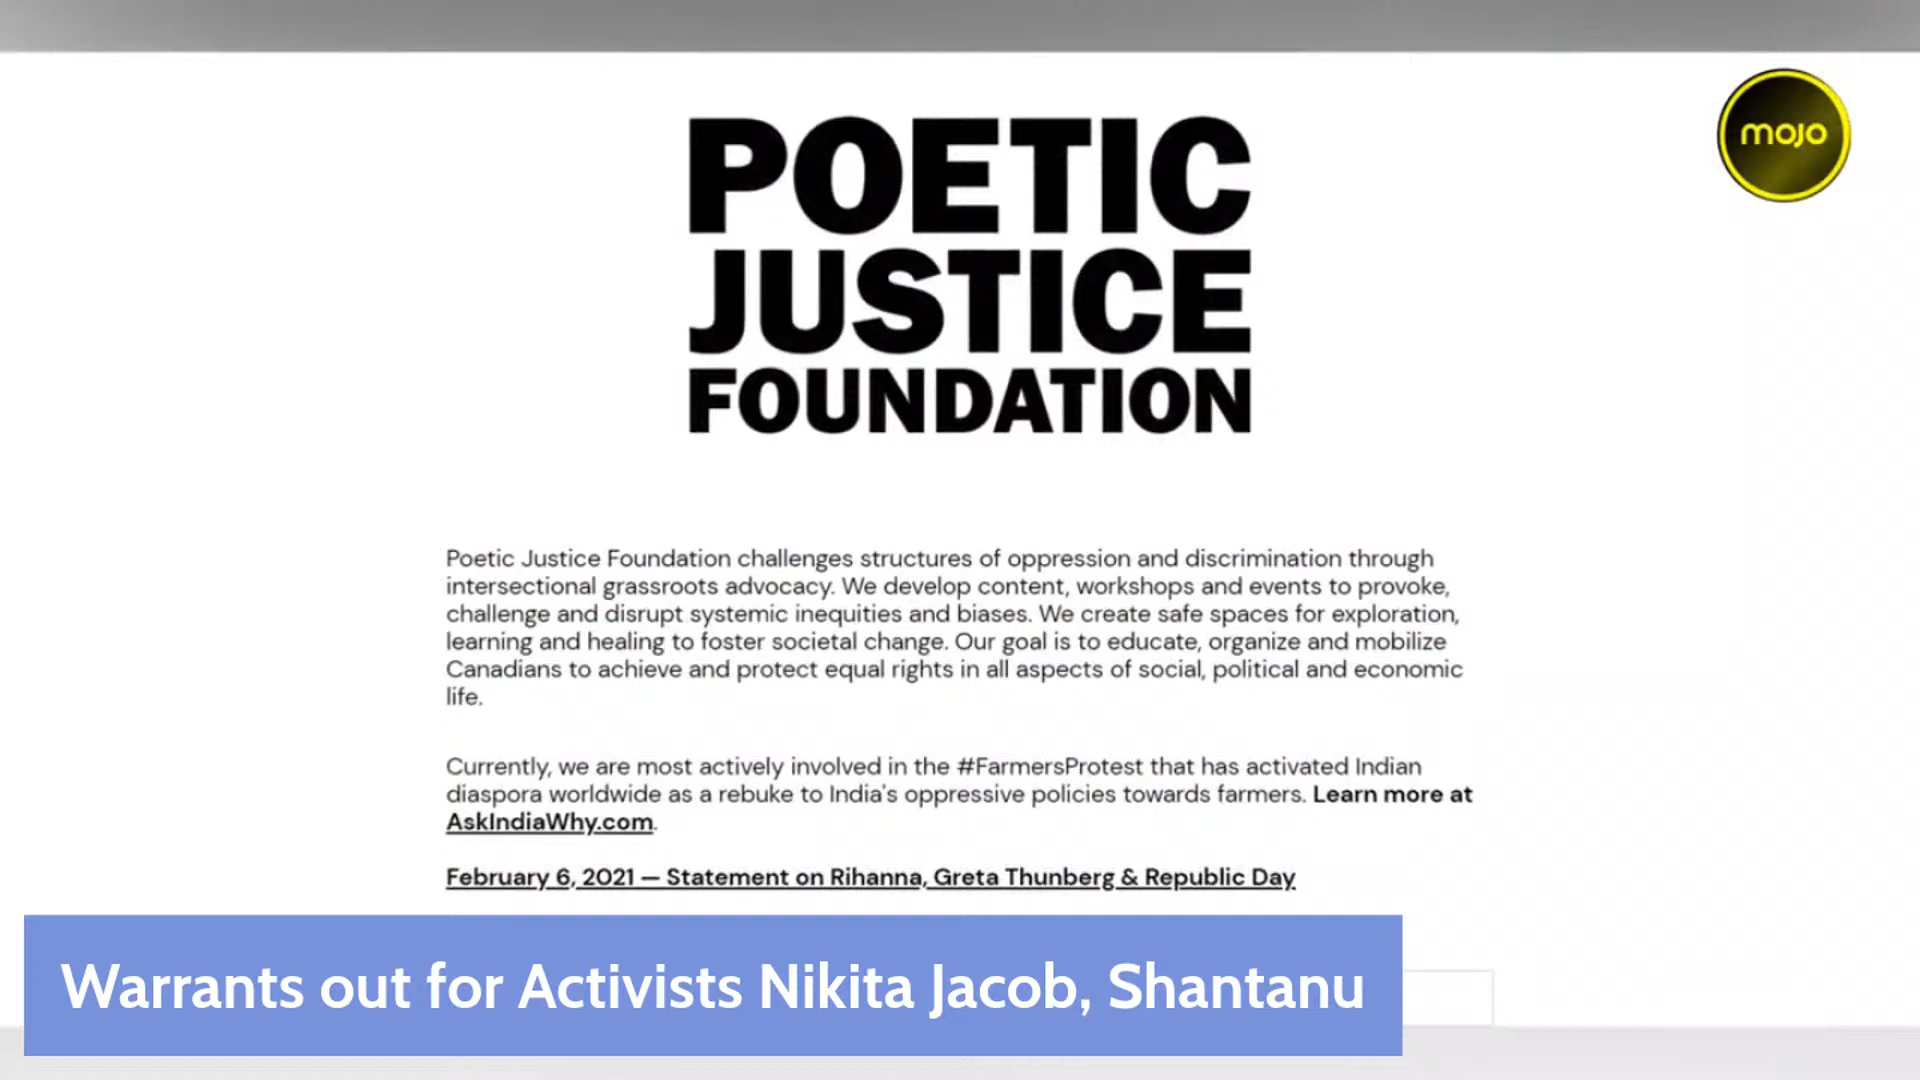 mojo
POETIC
JUSTICE
FOUNDATION
Poetic Justice Foundation challenges structures of oppression and discrimination through
intersectional grassroots advocacy. We develop content, workshops and events to provoke,
challenge and disrupt systemic inequities and biases. We create safe spaces for exploration,
learning and healing to foster societal change. Our goal is to educate, organize and mobilize
Canadians to achieve and protect equal rights in all aspects of social, political and economic
life.
Currently, we are most actively involved in the #FarmersProtest that has activated Indian
diaspora worldwide as a rebuke to India's oppressive policies towards farmers. Learn more at
AskIndiaWhy.com.
February 6, 2021 — Statement on Rihanna, Greta Thunberg & Republic Day
Warrants out for Activists Nikita Jacob, Shantanu